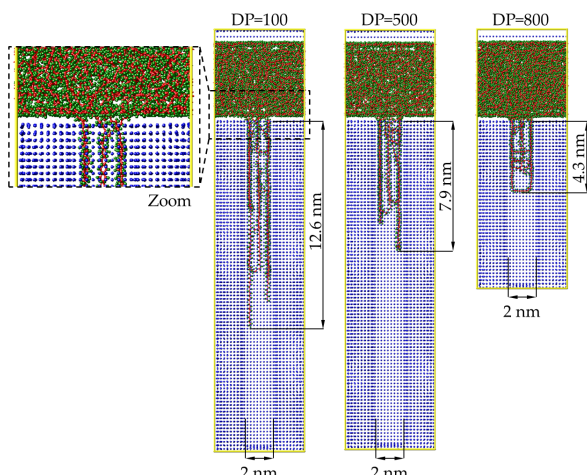 DP=100
DP=500
DP=800
Zoom
12.6 nm
7.9 nm
4.3 nm
2 nm
2 nm
2 nm